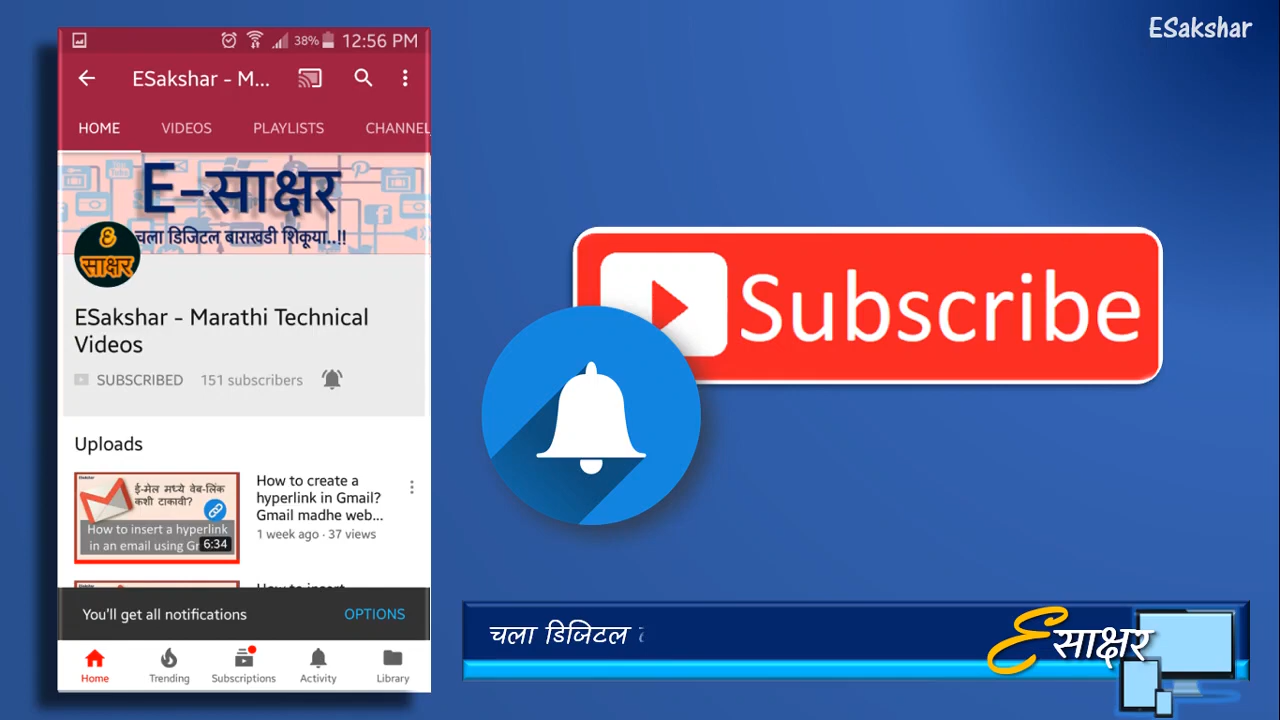 ESakshar
38% 12:56 PM
ESakshar - M...
HOME VIDEOS PLAYLISTS CHANNEL
E-साक्षर
चला डिजिटल बाराखडी शिकूया..!!
e
साक्षर
ESakshar - Marathi Technical
Videos
SUBSCRIBED 151 subscribers
Uploads
ई-मेल मध्ये वेब-लिंक
कशी टाकावी?
How to insert a hyperlink
in an email using
6:34
How to create a
hyperlink in Gmail?
Gmail madhe web...
1 week ago · 37 views
You'll get all notifications OPTIONS
Home Trending Subscriptions Activity Library
Subscribe
चला डिजिटल
e साक्षर